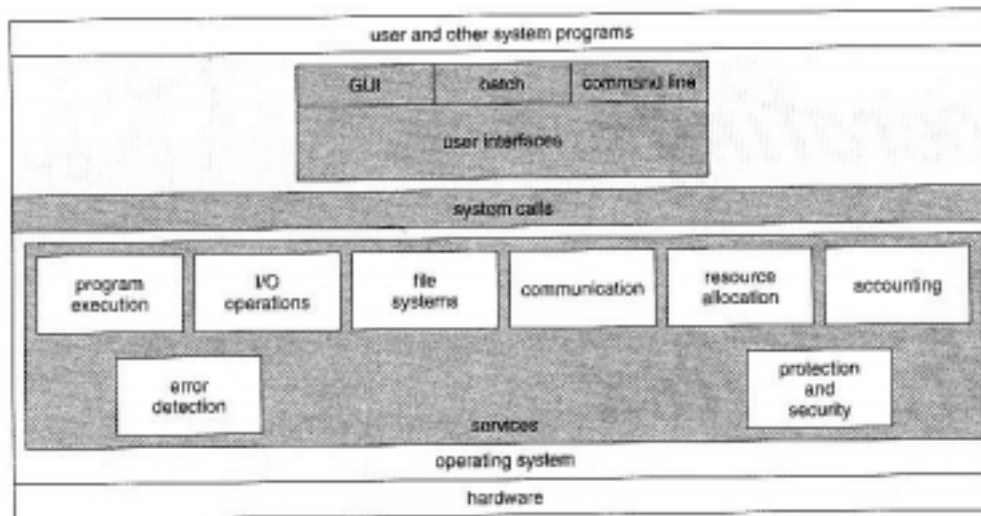 user and other system programs
GUI batch command line
user interfaces
system calls
program
execution
I/O
operations
file
systems
communication
resource
allocation
accounting
error
detection
protection
and
security
services
operating system
hardware